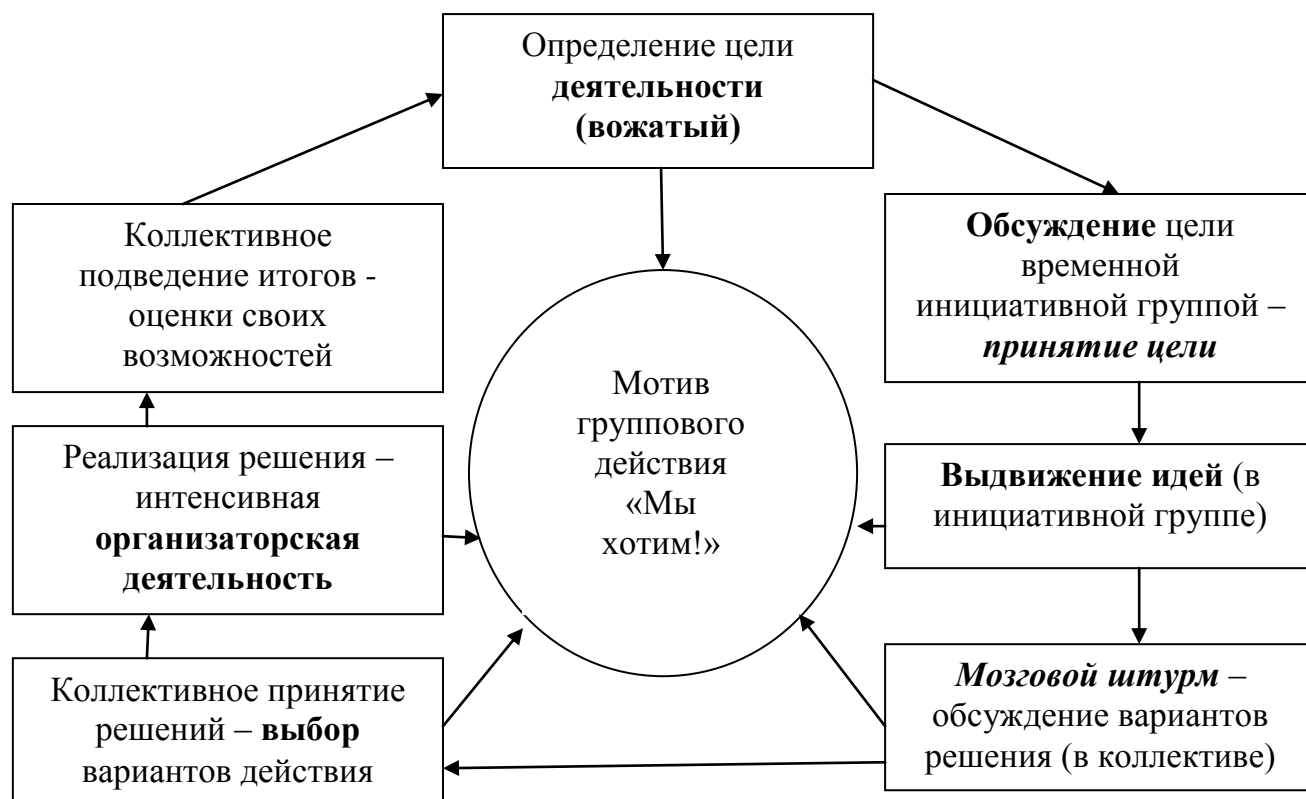 Определение цели
деятельности
(вожатый)
Обсуждение цели
временной
инициативной группой –
принятие цели
Выдвижение идей (в
инициативной группе)
Мозговой штурм –
обсуждение вариантов
решения (в коллективе)
Коллективное принятие
решений – выбор
вариантов действия
Реализация решения –
интенсивная
организаторская
деятельность
Коллективное
подведение итогов -
оценки своих
возможностей
Мотив
группового
действия
«Мы
хотим!»